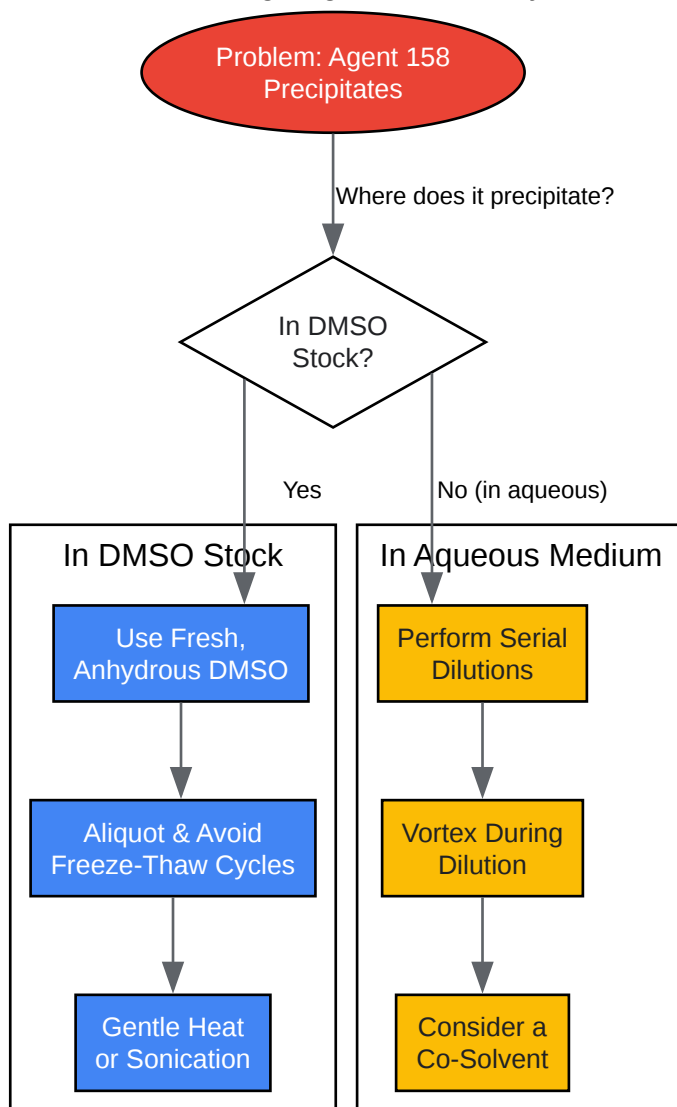 Problem: Agent 158
Precipitates
Where does it precipitate?
In DMSO
Stock?
Yes
No (in aqueous)
In DMSO Stock
Use Fresh,
Anhydrous DMSO
Aliquot & Avoid
Freeze-Thaw Cycles
Gentle Heat
or Sonication
In Aqueous Medium
Perform Serial
Dilutions
Vortex During
Dilution
Consider a
Co-Solvent